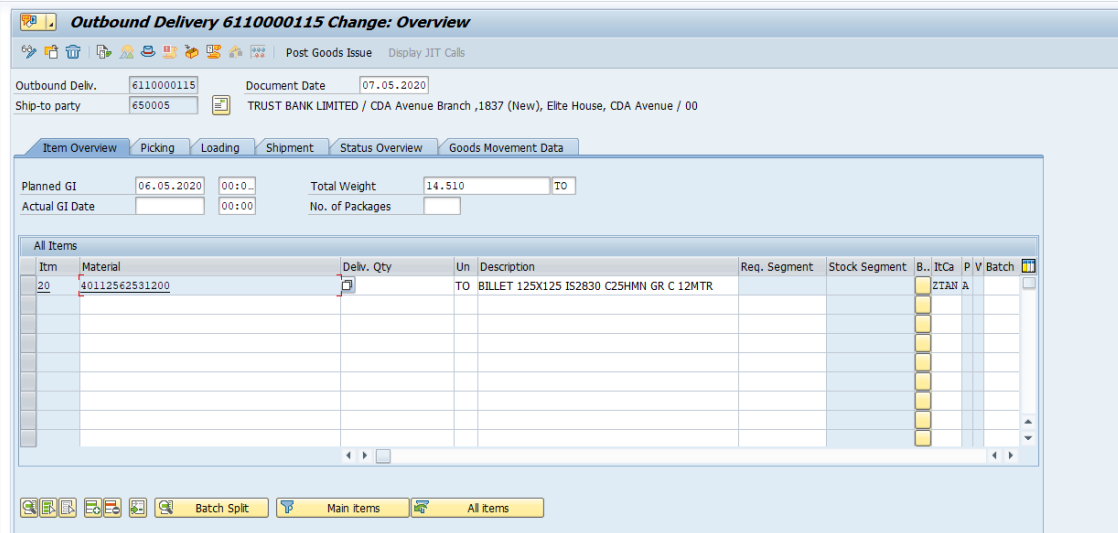 Outbound Delivery 6110000115 Change: Overview
Post Goods Issue Display JIT Calls
Outbound Deliv. 6110000115 Document Date 07.05.2020
Ship-to party 650005 TRUST BANK LIMITED / CDA Avenue Branch ,1837 (New), Elite House, CDA Avenue / 00
Item Overview Picking Loading Shipment Status Overview Goods Movement Data
Planned GI 06.05.2020 00:0.. Total Weight 14.510 TO
Actual GI Date 00:00 No. of Packages
All Items
Itm Material Deliv. Qty Un Description Req. Segment Stock Segment B.. ItCa P V Batch
20 40112562531200 TO BILLET 125X125 IS2830 C25HMN GR C 12MTR ZTAN A
Batch Split Main items All items